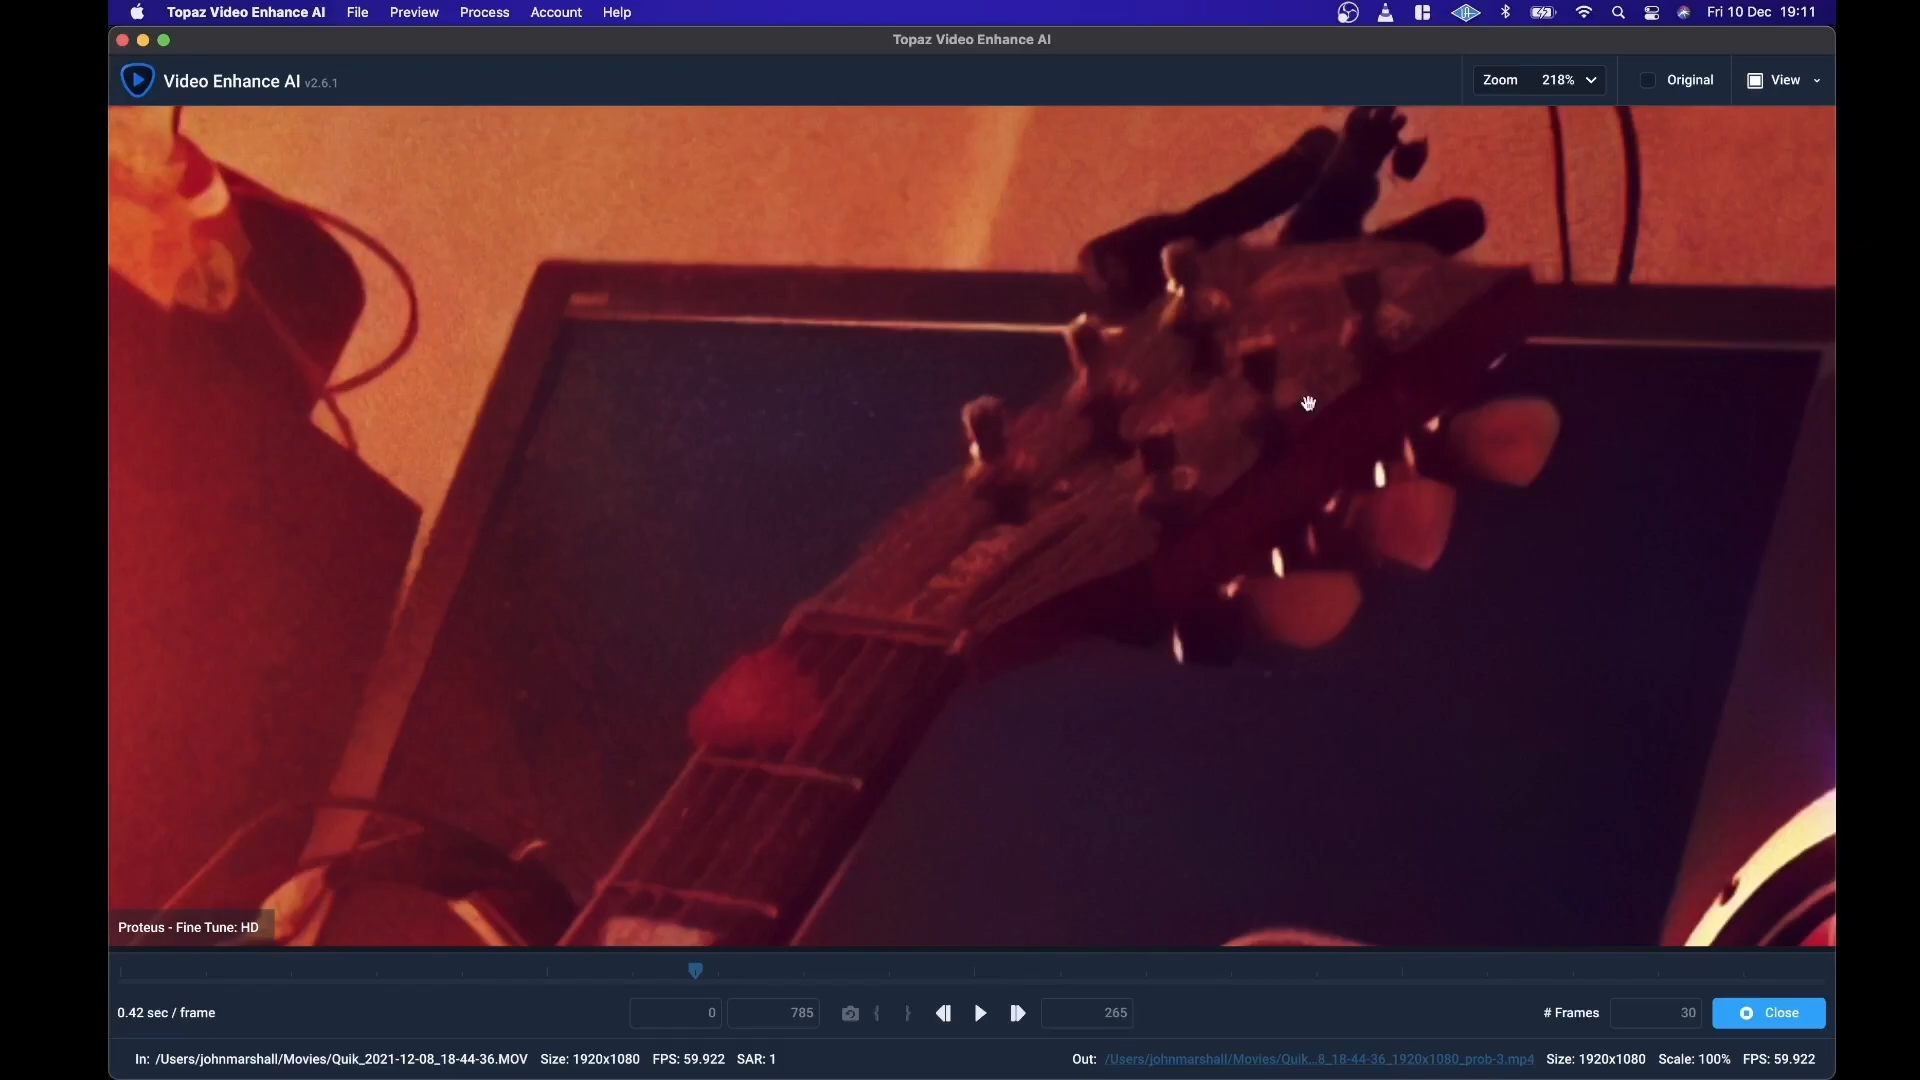 Topaz Video Enhance AI File Preview Process Account Help Fri 10 Dec 19:11
Topaz Video Enhance AI
Video Enhance AI v2.6.1 Zoom 218% Original View
Proteus - Fine Tune: HD
0.42 sec / frame 0 785 { } 265 # Frames 30 Close
In: /Users/johnmarshall/Movies/Quik_2021-12-08_18-44-36.MOV Size: 1920x1080 FPS: 59.922 SAR: 1 Out: /Users/johnmarshall/Movies/Quik...8_18-44-36_1920x1080_prob-3.mp4 Size: 1920x1080 Scale: 100% FPS: 59.922